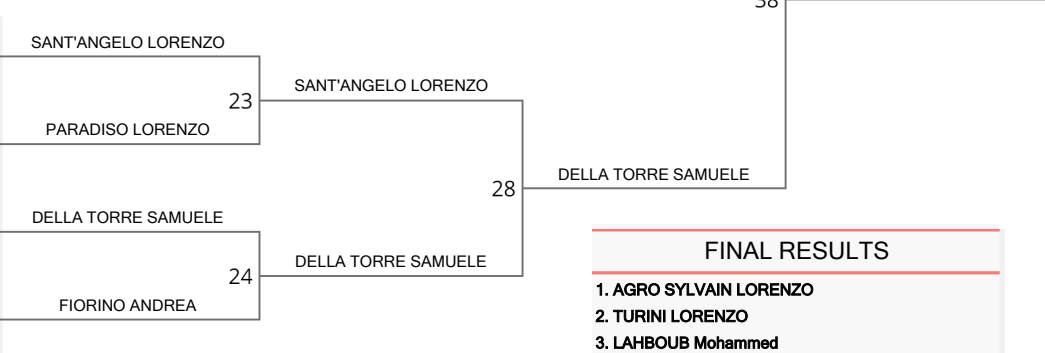 38
SANT'ANGELO LORENZO
23
SANT'ANGELO LORENZO
PARADISO LORENZO
28
DELLA TORRE SAMUELE
DELLA TORRE SAMUELE
24
DELLA TORRE SAMUELE
FIORINO ANDREA
FINAL RESULTS
1. AGRO SYLVAIN LORENZO
2. TURINI LORENZO
3. LAHBOUB Mohammed